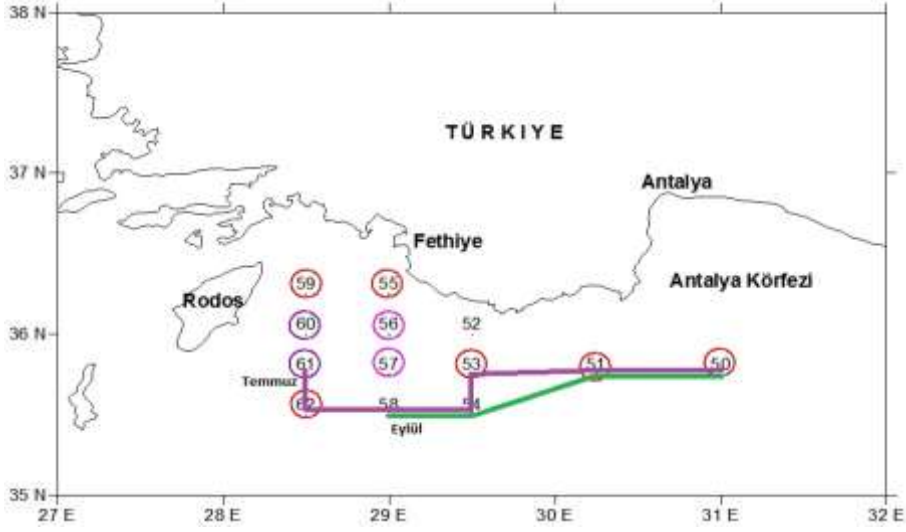 38 N
TÜRKIYE
37 N
Antalya
Fethiye
59 55
Rodos
Antalya Körfezi
60 56 52
36 N
61 57 53 51 50
Temmuz
62 58 54
Eylül
35 N
27 E 28 E 29 E 30 E 31 E 32 E